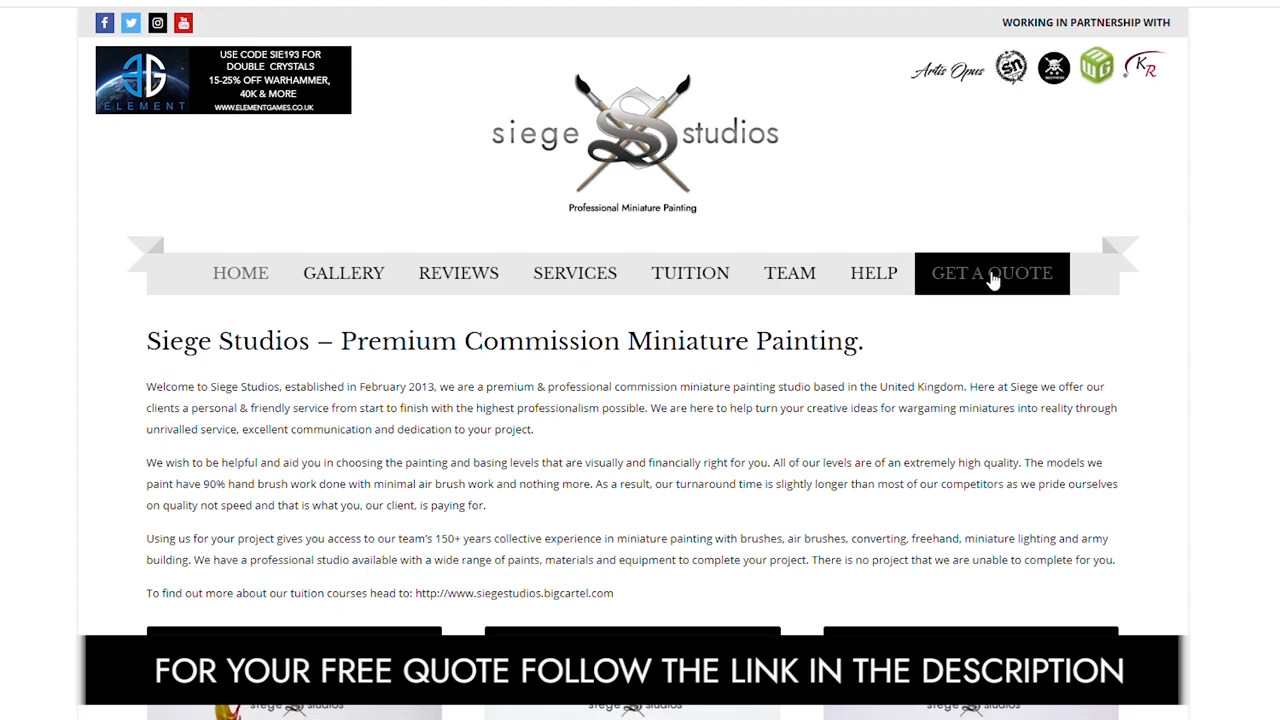 WORKING IN PARTNERSHIP WITH
USE CODE SIE193 FOR
DOUBLE CRYSTALS
15-25% OFF WARHAMMER,
40K & MORE
WWW.ELEMENTGAMES.CO.UK
ELEMENT
Artis Opus
KR
siege studios
Professional Miniature Painting
HOME GALLERY REVIEWS SERVICES TUITION TEAM HELP GET A QUOTE
Siege Studios – Premium Commission Miniature Painting.
Welcome to Siege Studios, established in February 2013, we are a premium & professional commission miniature painting studio based in the United Kingdom. Here at Siege we offer our
clients a personal & friendly service from start to finish with the highest professionalism possible. We are here to help turn your creative ideas for wargaming miniatures into reality through
unrivalled service, excellent communication and dedication to your project.
We wish to be helpful and aid you in choosing the painting and basing levels that are visually and financially right for you. All of our levels are of an extremely high quality. The models we
paint have 90% hand brush work done with minimal air brush work and nothing more. As a result, our turnaround time is slightly longer than most of our competitors as we pride ourselves
on quality not speed and that is what you, our client, is paying for.
Using us for your project gives you access to our team's 150+ years collective experience in miniature painting with brushes, air brushes, converting, freehand, miniature lighting and army
building. We have a professional studio available with a wide range of paints, materials and equipment to complete your project. There is no project that we are unable to complete for you.
To find out more about our tuition courses head to: http://www.siegestudios.bigcartel.com
FOR YOUR FREE QUOTE FOLLOW THE LINK IN THE DESCRIPTION